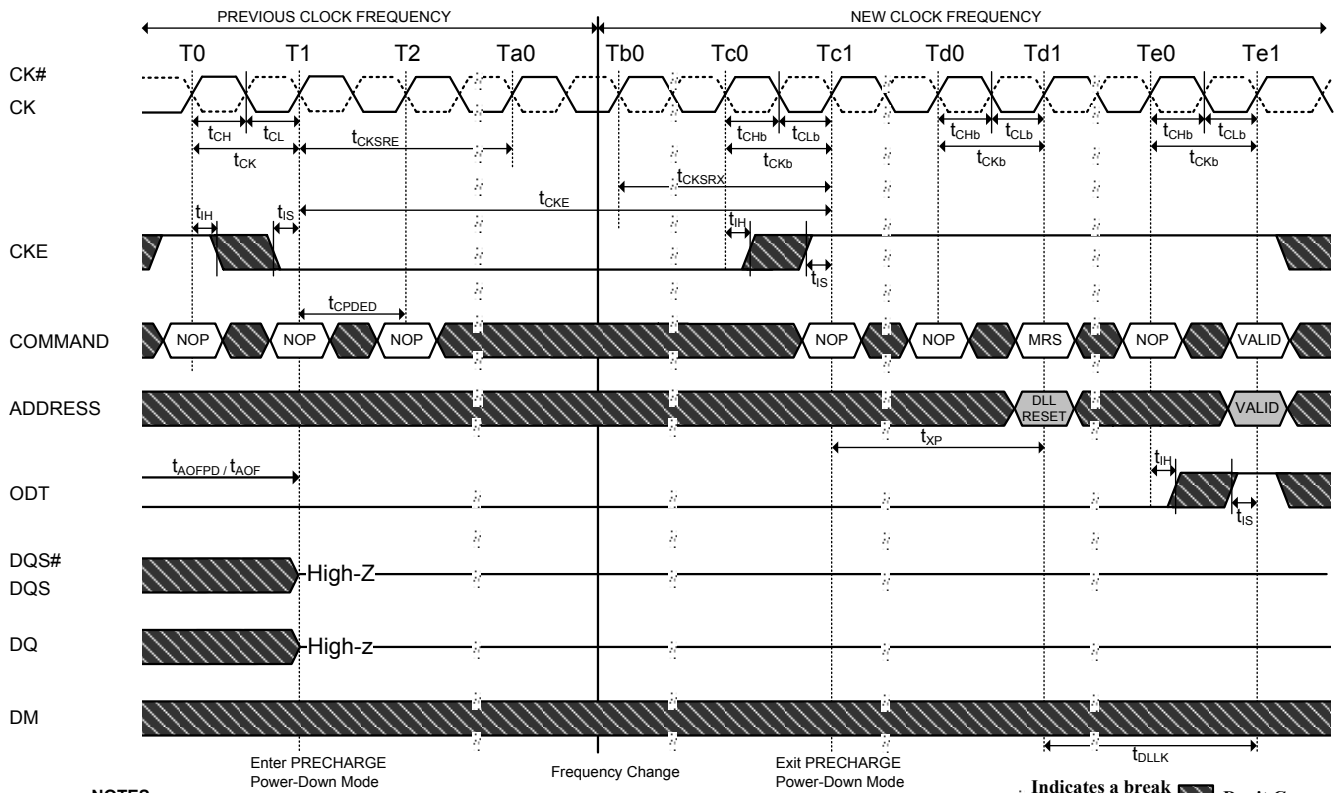 PREVIOUS CLOCK FREQUENCY NEW CLOCK FREQUENCY
T0 T1 T2 Ta0 Tb0 Tc0 Tc1 Td0 Td1 Te0 Te1
CK#
CK
tCH tCL tCHb tCLb tCHb tCLb tCHb tCLb
tCK tCKSRE tCKb tCKb tCKb
tCKSRX
tCKE
tIH tIS tIH
CKE
tIS
tCPDED
COMMAND NOP NOP NOP NOP NOP MRS NOP VALID
ADDRESS DLL RESET VALID
tXP
tAOFPD / tAOF tIH
ODT
tIS
DQS#
DQS
High-Z
DQ High-z
DM
tDLLK
Enter PRECHARGE
Power-Down Mode
Frequency Change
Exit PRECHARGE
Power-Down Mode
Indicates a break